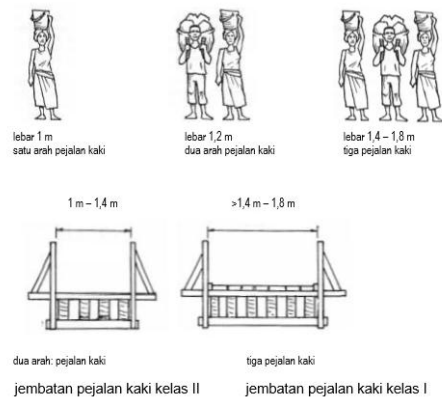 lebar 1 m
satu arah pejalan kaki
lebar 1,2 m
dua arah pejalan kaki
lebar 1,4 – 1,8 m
tiga pejalan kaki
1 m – 1,4 m
>1,4 m – 1,8 m
dua arah: pejalan kaki
tiga pejalan kaki
jembatan pejalan kaki kelas II
jembatan pejalan kaki kelas I